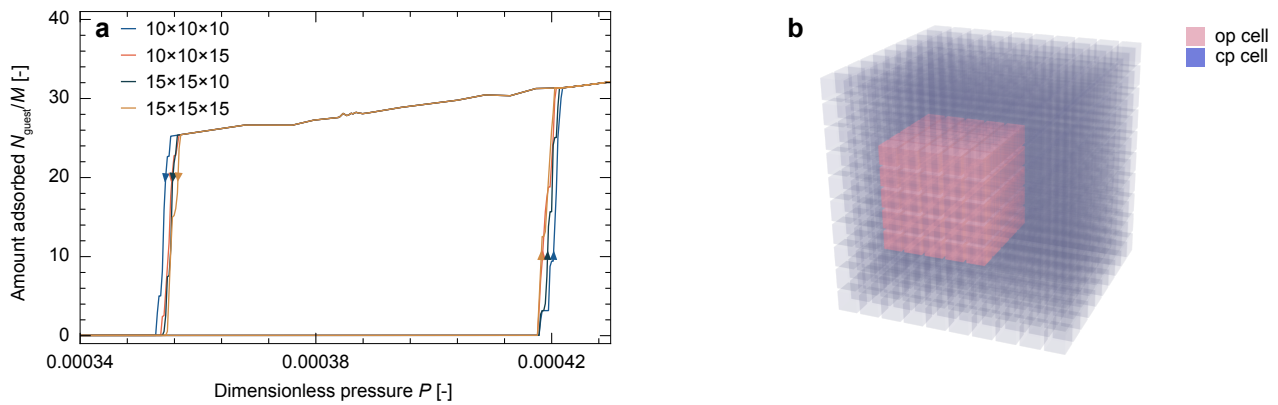 a
10×10×10
10×10×15
15×15×10
15×15×15
40
30
20
10
0
Amount adsorbed N_guest/M [-]
0.00034
0.00038
0.00042
Dimensionless pressure P [-]
b
op cell
cp cell